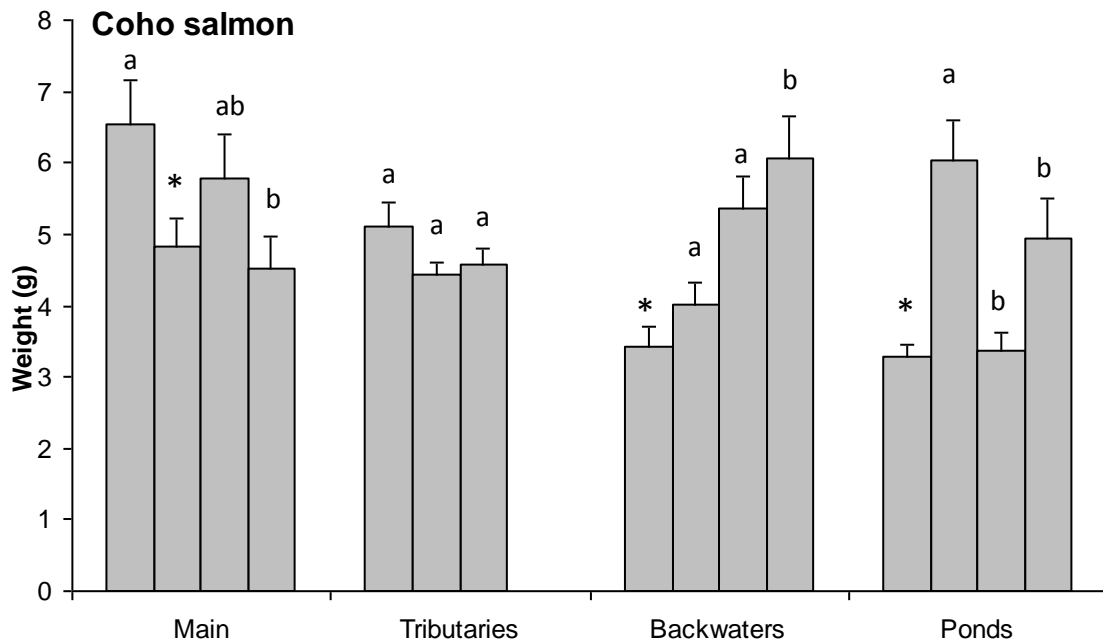 Coho salmon
Weight (g)
8
7
6
5
4
3
2
1
0
a
*
ab
b
a
a
a
*
a
a
b
*
a
b
b
Main
Tributaries
Backwaters
Ponds